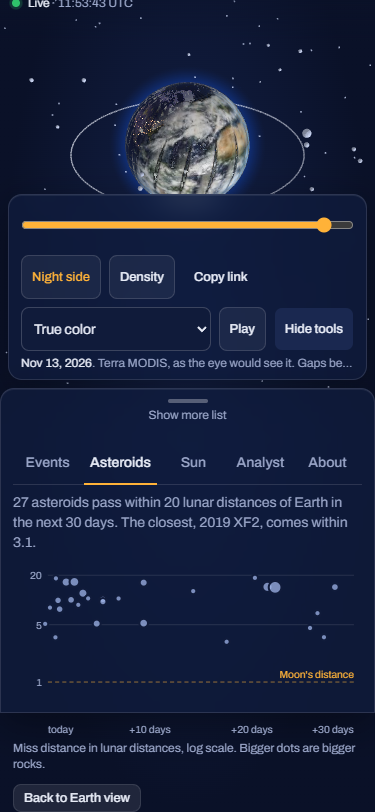 Live · 11:53:43 UTC
Night side
Density
Copy link
True color
Play
Hide tools
Nov 13, 2026. Terra MODIS, as the eye would see it. Gaps be...
Show more list
Events
Asteroids
Sun
Analyst
About
27 asteroids pass within 20 lunar distances of Earth in
the next 30 days. The closest, 2019 XF2, comes within
3.1.
20
5
Moon's distance
1
today
+10 days
+20 days
+30 days
Miss distance in lunar distances, log scale. Bigger dots are bigger
rocks.
Back to Earth view